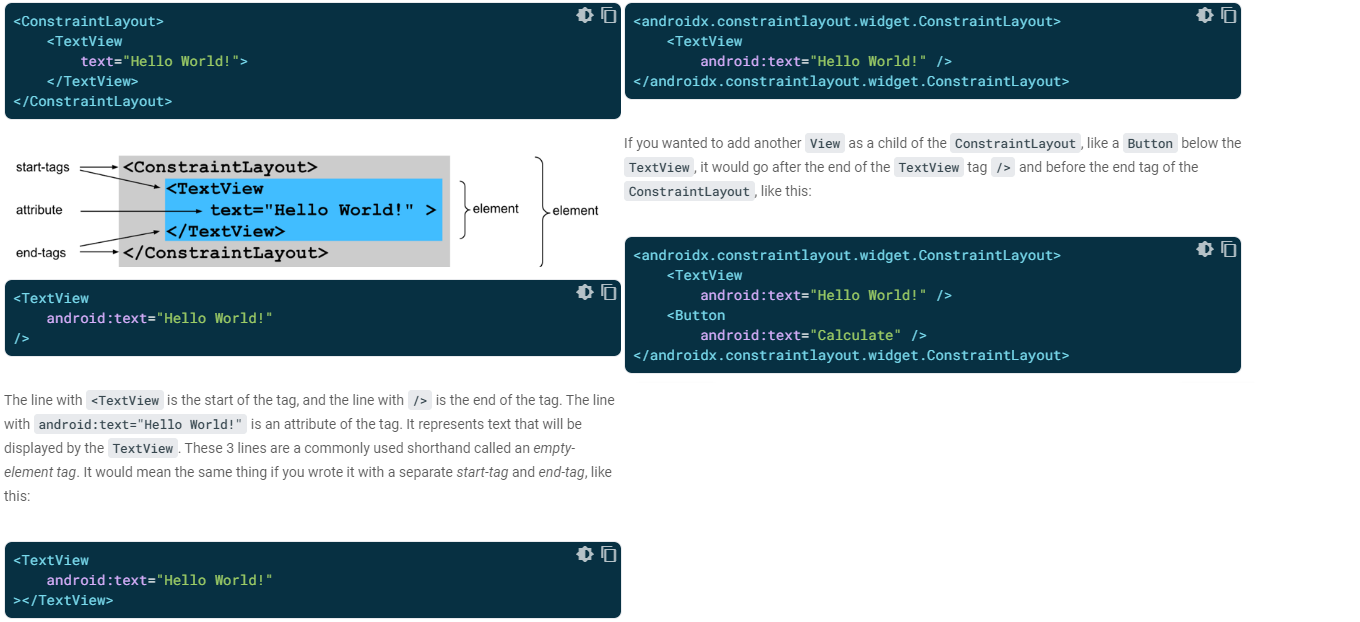 <ConstraintLayout>
    <TextView
        text="Hello World!">
    </TextView>
</ConstraintLayout>
start-tags
attribute
end-tags
<ConstraintLayout>
<TextView
text="Hello World!" >
</TextView>
</ConstraintLayout>
element
element
<TextView
    android:text="Hello World!"
/>
The line with <TextView is the start of the tag, and the line with /> is the end of the tag. The line
with android:text="Hello World!" is an attribute of the tag. It represents text that will be
displayed by the TextView. These 3 lines are a commonly used shorthand called an empty-
element tag. It would mean the same thing if you wrote it with a separate start-tag and end-tag, like
this:
<TextView
    android:text="Hello World!"
></TextView>
<androidx.constraintlayout.widget.ConstraintLayout>
    <TextView
        android:text="Hello World!" />
</androidx.constraintlayout.widget.ConstraintLayout>
If you wanted to add another View as a child of the ConstraintLayout, like a Button below the
TextView, it would go after the end of the TextView tag /> and before the end tag of the
ConstraintLayout, like this:
<androidx.constraintlayout.widget.ConstraintLayout>
    <TextView
        android:text="Hello World!" />
    <Button
        android:text="Calculate" />
</androidx.constraintlayout.widget.ConstraintLayout>